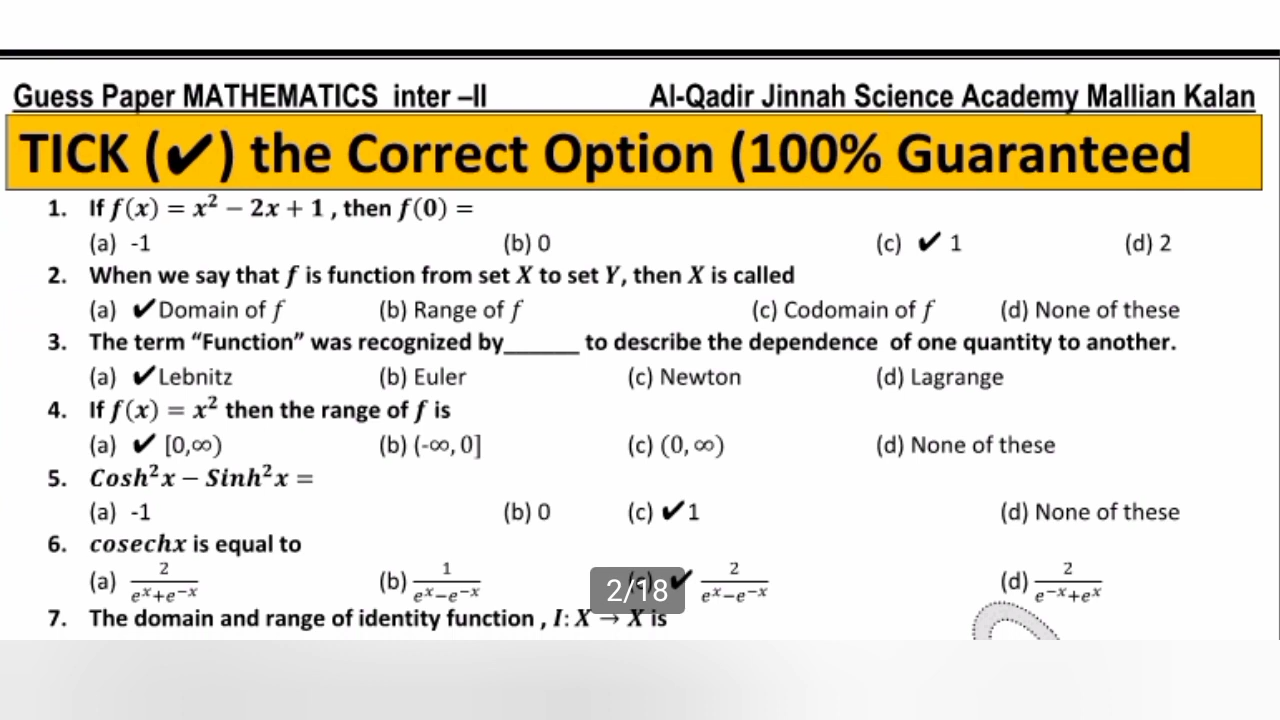 Guess Paper MATHEMATICS inter –II Al-Qadir Jinnah Science Academy Mallian Kalan
TICK (✔) the Correct Option (100% Guaranteed
1. If f(x) = x² − 2x + 1 , then f(0) =
(a) -1 (b) 0 (c) ✔ 1 (d) 2
2. When we say that f is function from set X to set Y, then X is called
(a) ✔Domain of f (b) Range of f (c) Codomain of f (d) None of these
3. The term “Function” was recognized by______ to describe the dependence of one quantity to another.
(a) ✔Lebnitz (b) Euler (c) Newton (d) Lagrange
4. If f(x) = x² then the range of f is
(a) ✔ [0,∞) (b) (-∞, 0] (c) (0, ∞) (d) None of these
5. Cosh²x − Sinh²x =
(a) -1 (b) 0 (c) ✔1 (d) None of these
6. cosechx is equal to
(a) 2/(eˣ+e⁻ˣ) (b) 1/(eˣ−e⁻ˣ) (c) ✔ 2/(eˣ−e⁻ˣ) (d) 2/(e⁻ˣ+eˣ)
2/18
7. The domain and range of identity function , I: X → X is